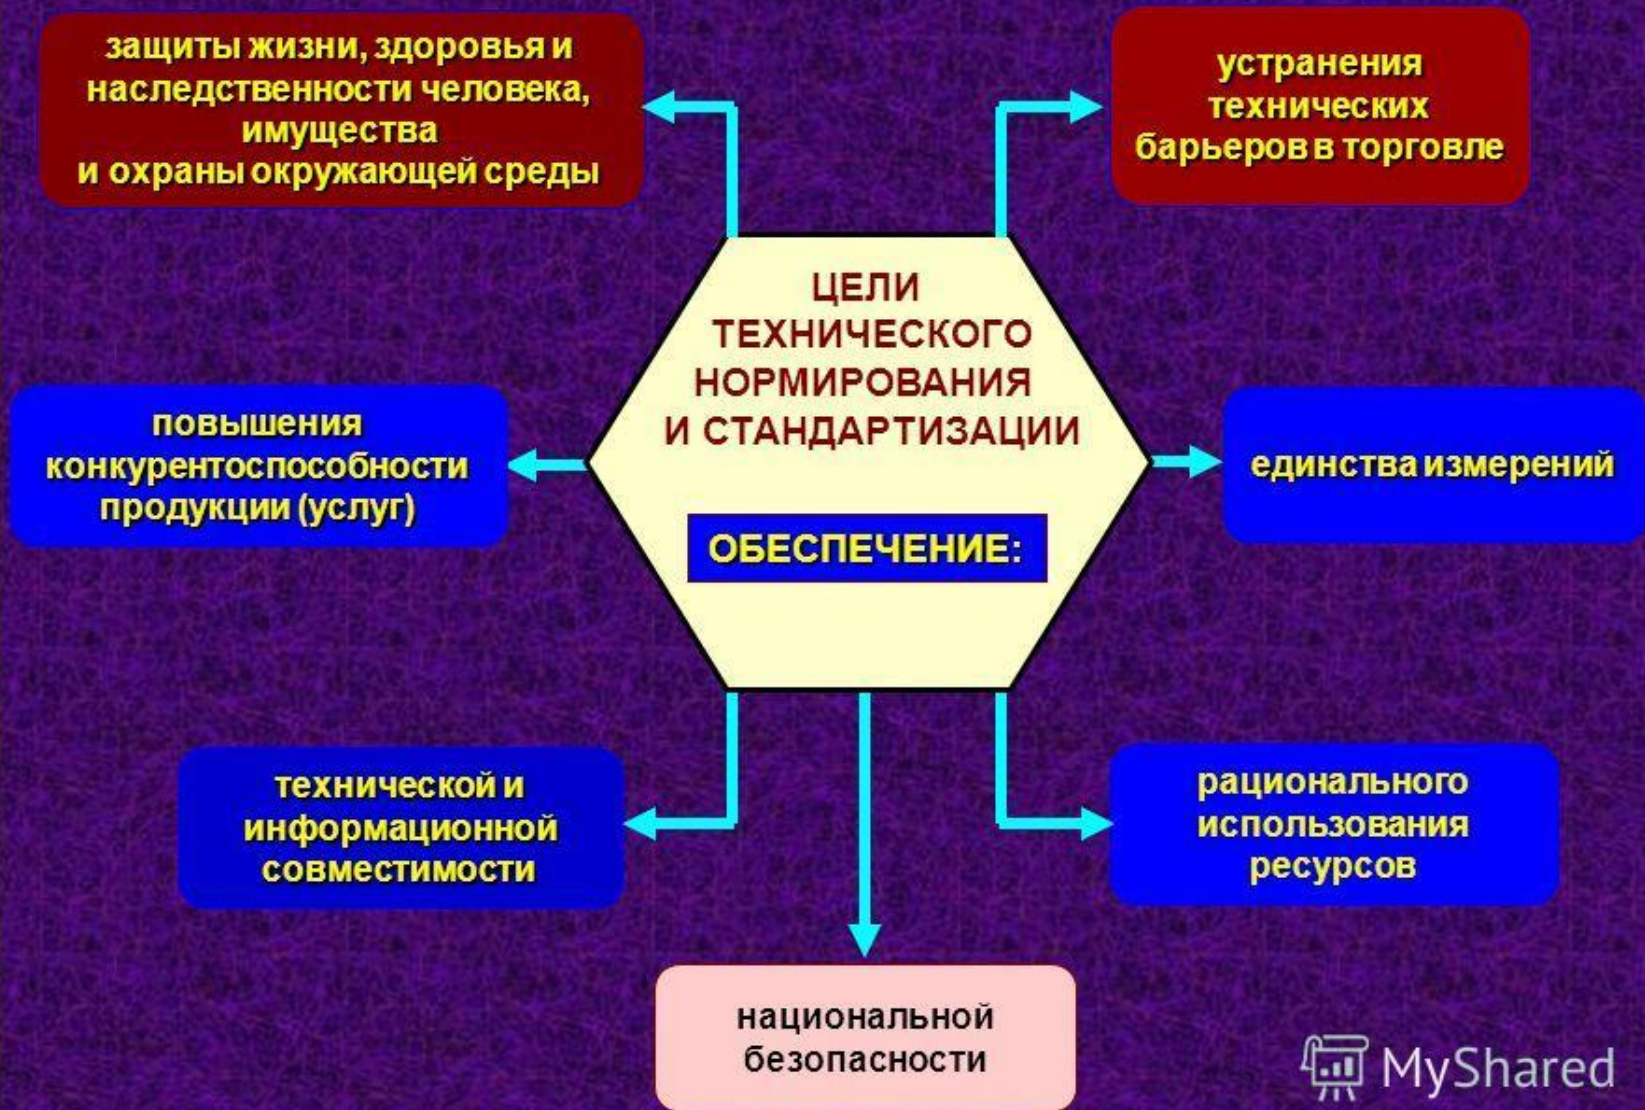 защиты жизни, здоровья и
наследственности человека,
имущества
и охраны окружающей среды
устранения
технических
барьеров в торговле
ЦЕЛИ
ТЕХНИЧЕСКОГО
НОРМИРОВАНИЯ
И СТАНДАРТИЗАЦИИ
ОБЕСПЕЧЕНИЕ:
повышения
конкурентоспособности
продукции (услуг)
единства измерений
технической и
информационной
совместимости
рационального
использования
ресурсов
национальной
безопасности
MyShared